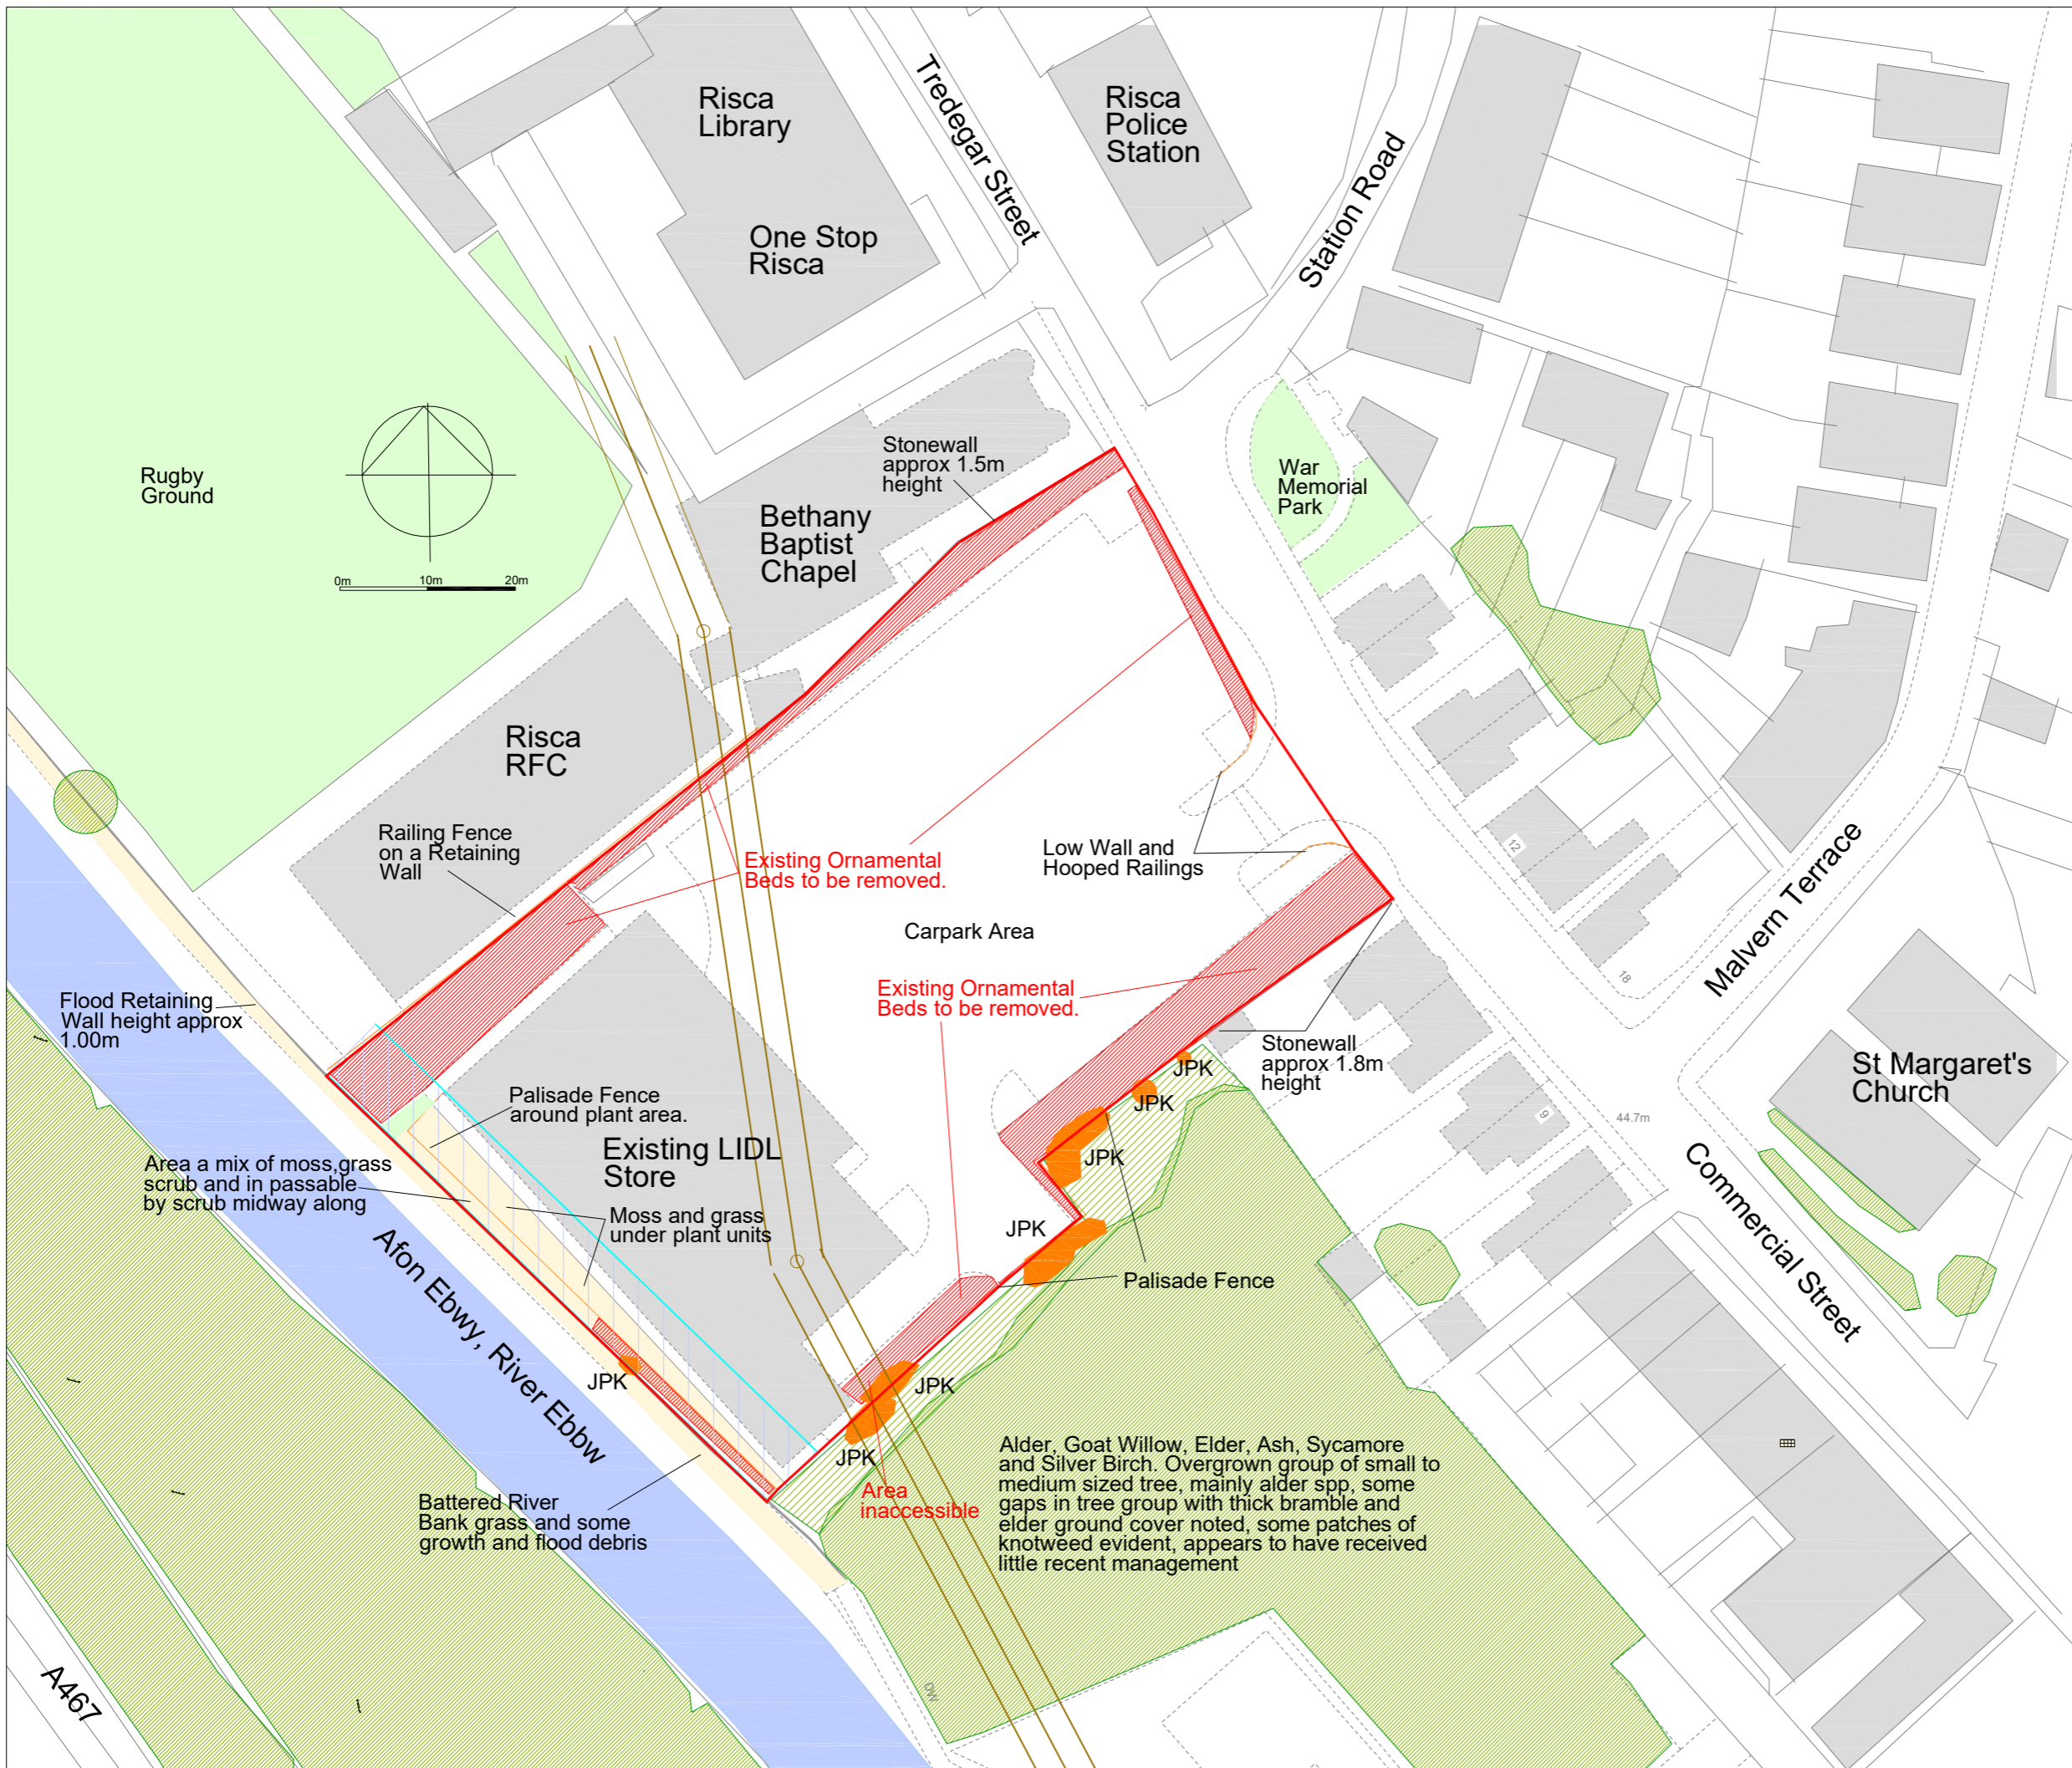 Risca
Library
One Stop
Risca
Tredegar Street
Risca
Police
Station
Station Road
Rugby
Ground
0m
10m
20m
Stonewall
approx 1.5m
height
Bethany
Baptist
Chapel
War
Memorial
Park
Risca
RFC
Railing Fence
on a Retaining
Wall
Existing Ornamental
Beds to be removed.
Low Wall and
Hooped Railings
12
Carpark Area
Malvern Terrace
18
Existing Ornamental
Beds to be removed.
Flood Retaining
Wall height approx
1.00m
Stonewall
approx 1.8m
height
St Margaret's
Church
JPK
JPK
JPK
JPK
9
44.7m
Palisade Fence
around plant area.
Existing LIDL
Store
Area a mix of moss,grass
scrub and in passable
by scrub midway along
Moss and grass
under plant units
Commercial Street
Afon Ebwy, River Ebbw
Palisade Fence
JPK
JPK
JPK
Area
inaccessible
Battered River
Bank grass and some
growth and flood debris
Alder, Goat Willow, Elder, Ash, Sycamore
and Silver Birch. Overgrown group of small to
medium sized tree, mainly alder spp, some
gaps in tree group with thick bramble and
elder ground cover noted, some patches of
knotweed evident, appears to have received
little recent management
A467
DW